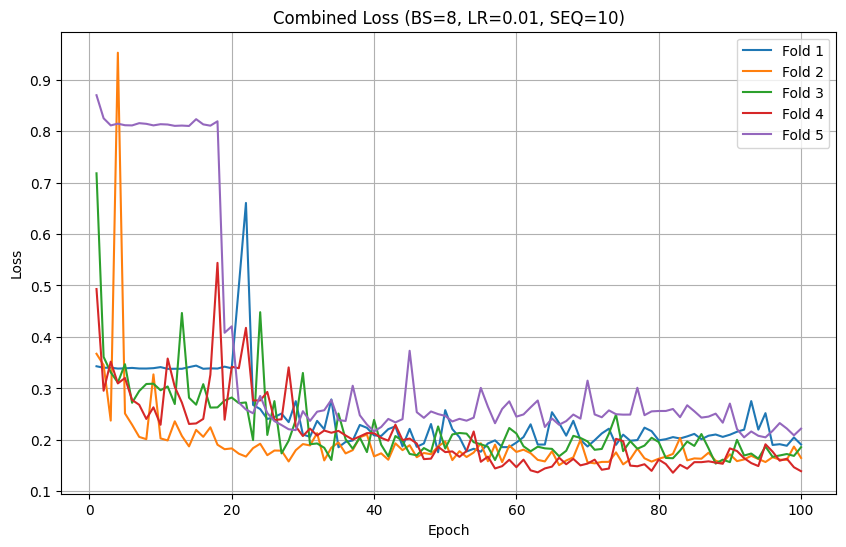 Combined Loss (BS=8, LR=0.01, SEQ=10)
Fold 1
Fold 2
Fold 3
Fold 4
Fold 5
Loss
0.9
0.8
0.7
0.6
0.5
0.4
0.3
0.2
0.1
0 20 40 60 80 100
Epoch